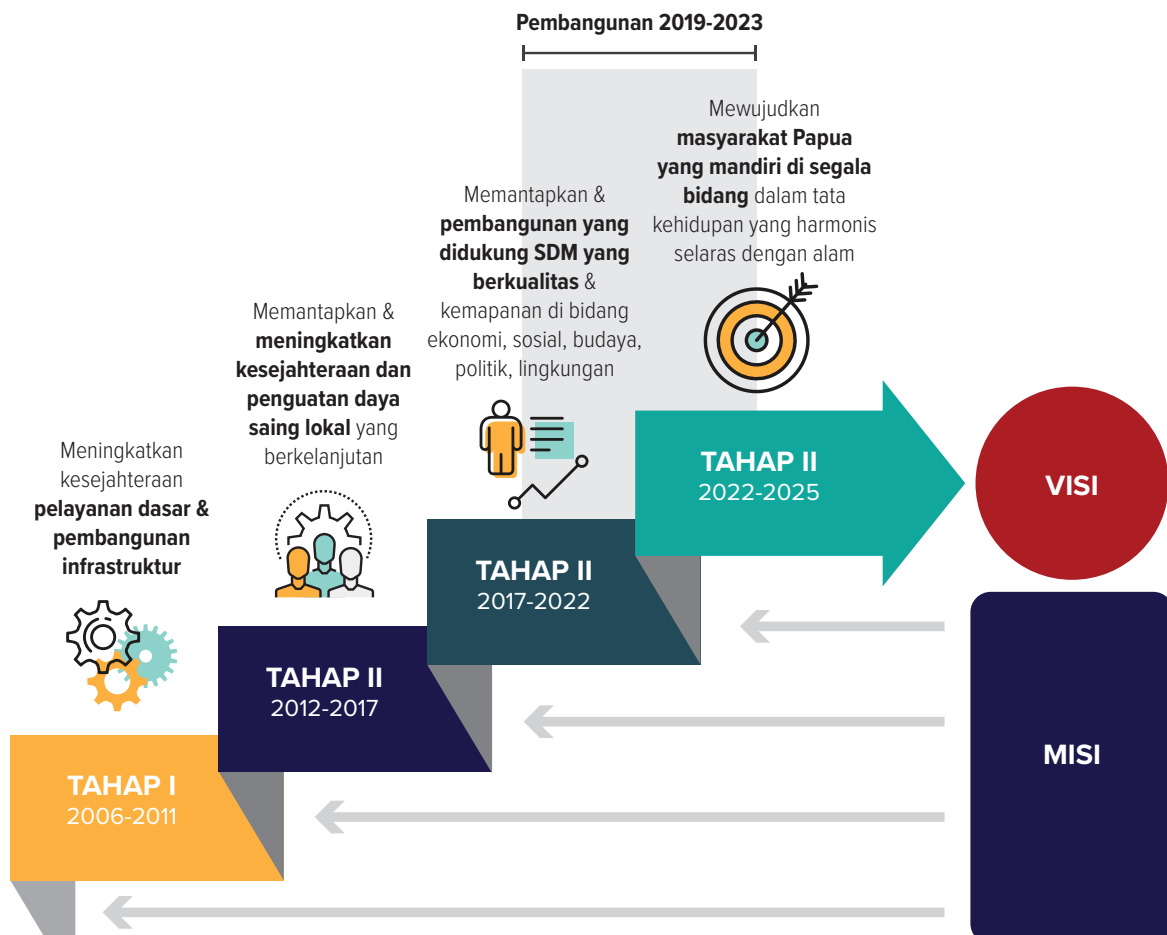 Pembangunan 2019-2023
Mewujudkan
masyarakat Papua
yang mandiri di segala
bidang dalam tata
kehidupan yang harmonis
selaras dengan alam
Memantapkan &
pembangunan yang
didukung SDM yang
berkualitas &
kemapanan di bidang
ekonomi, sosial, budaya,
politik, lingkungan
Memantapkan &
meningkatkan
kesejahteraan dan
penguatan daya
saing lokal yang
berkelanjutan
Meningkatkan
kesejahteraan
pelayanan dasar &
pembangunan
infrastruktur
TAHAP I
2006-2011
TAHAP II
2012-2017
TAHAP II
2017-2022
TAHAP II
2022-2025
VISI
MISI